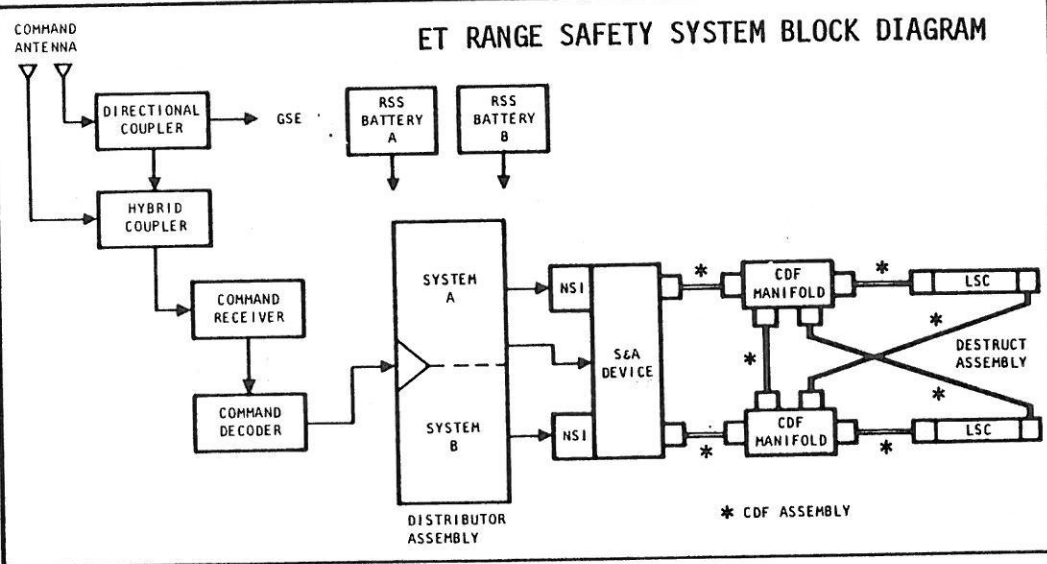 ET RANGE SAFETY SYSTEM BLOCK DIAGRAM
COMMAND
ANTENNA
DIRECTIONAL
COUPLER
GSE
RSS
BATTERY
A
RSS
BATTERY
B
HYBRID
COUPLER
COMMAND
RECEIVER
COMMAND
DECODER
SYSTEM
A
SYSTEM
B
DISTRIBUTOR
ASSEMBLY
NSI
NSI
S&A
DEVICE
*
CDF
MANIFOLD
*
LSC
*
*
DESTRUCT
ASSEMBLY
*
*
CDF
MANIFOLD
*
LSC
* CDF ASSEMBLY